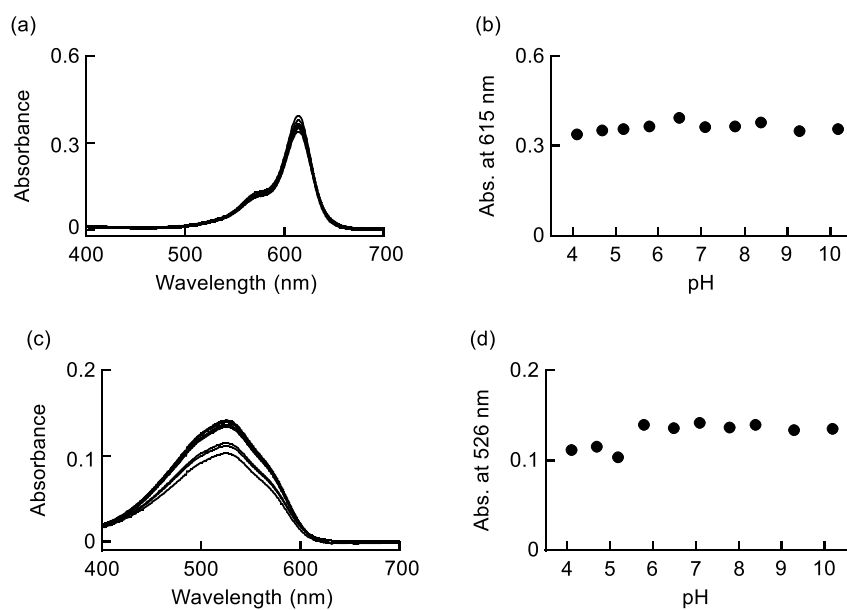 (a)
0.6
0.3
0
Absorbance
400 500 600 700
Wavelength (nm)
(b)
0.6
0.3
0
Abs. at 615 nm
4 5 6 7 8 9 10
pH
(c)
0.2
0.1
0
Absorbance
400 500 600 700
Wavelength (nm)
(d)
0.2
0.1
0
Abs. at 526 nm
4 5 6 7 8 9 10
pH